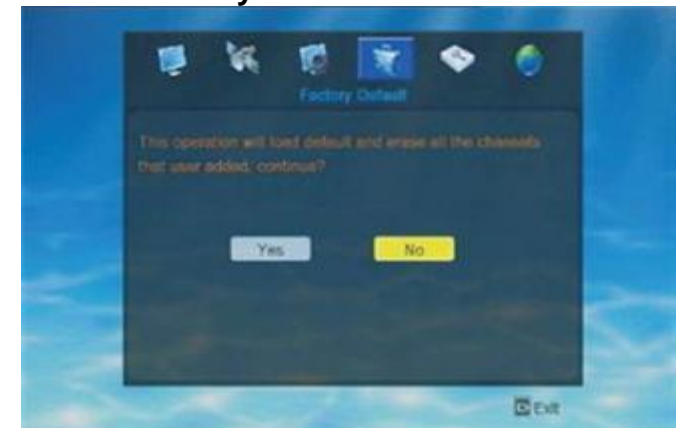 Factory Default
This operation will load default and erase all the channels
that user added, continue?
Yes
No
Exit